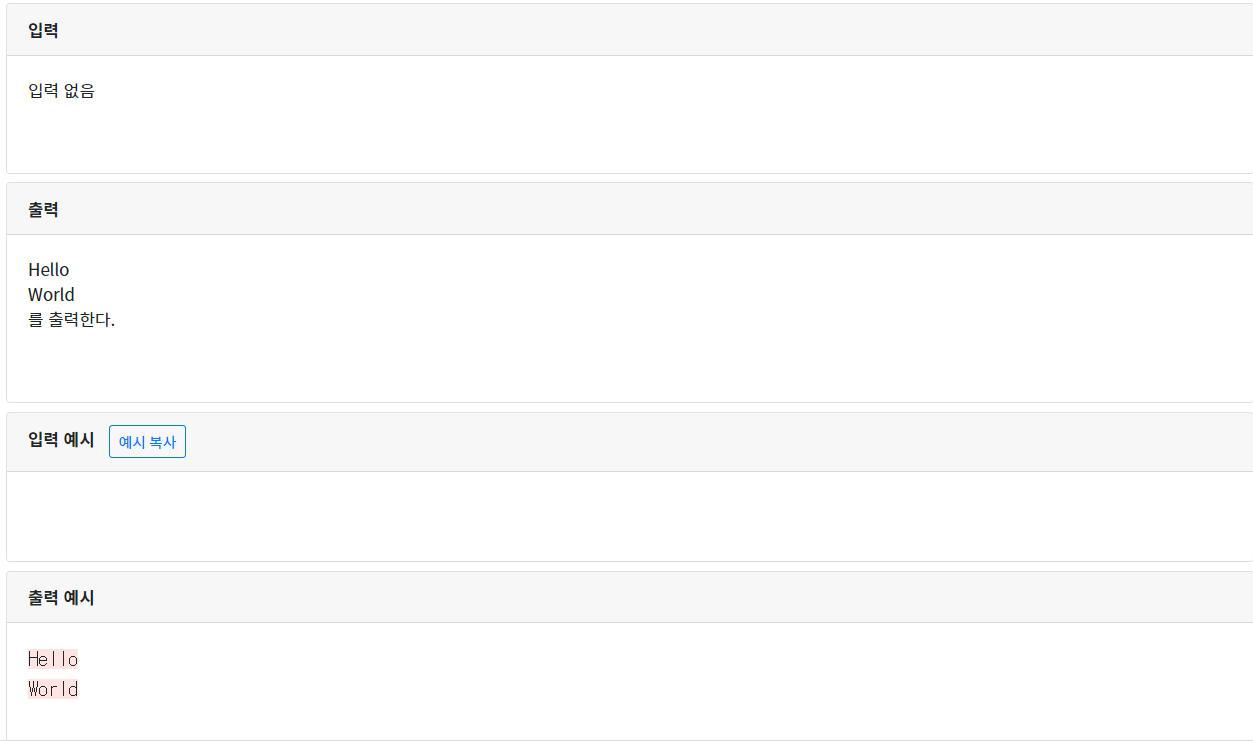 입력
입력 없음
출력
Hello
World
를 출력한다.
입력 예시 예시 복사
출력 예시
Hello
World